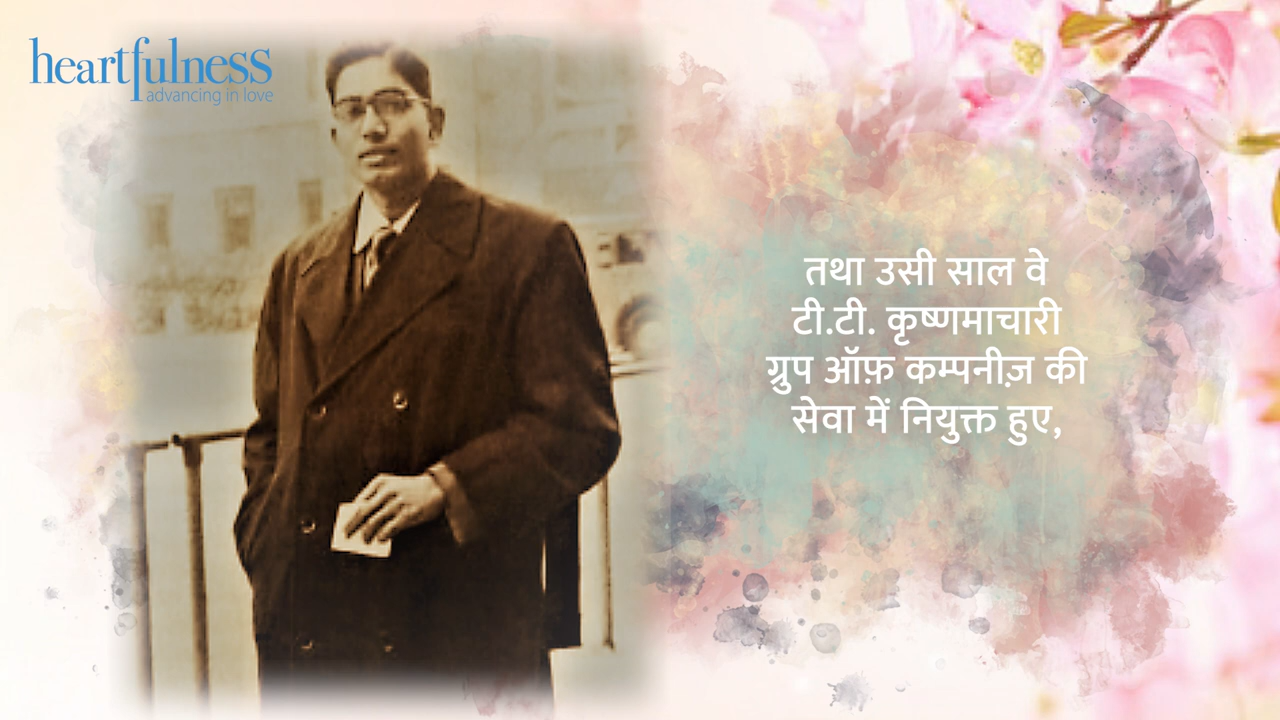 heartfulness
advancing in love
तथा उसी साल वे
टी.टी. कृष्णमाचारी
ग्रुप ऑफ़ कम्पनीज़ की
सेवा में नियुक्त हुए,